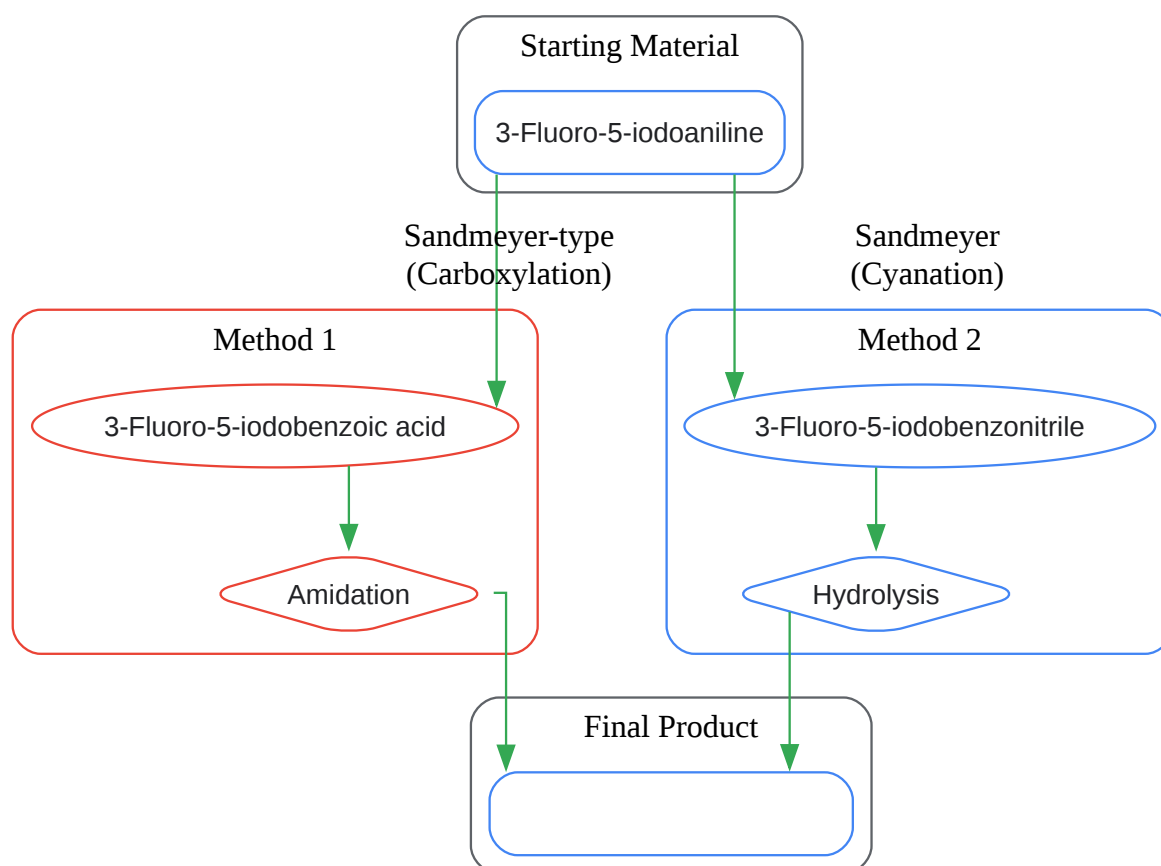 Starting Material
3-Fluoro-5-iodoaniline
Sandmeyer-type
(Carboxylation)
Sandmeyer
(Cyanation)
Method 1
3-Fluoro-5-iodobenzoic acid
Amidation
Method 2
3-Fluoro-5-iodobenzonitrile
Hydrolysis
Final Product